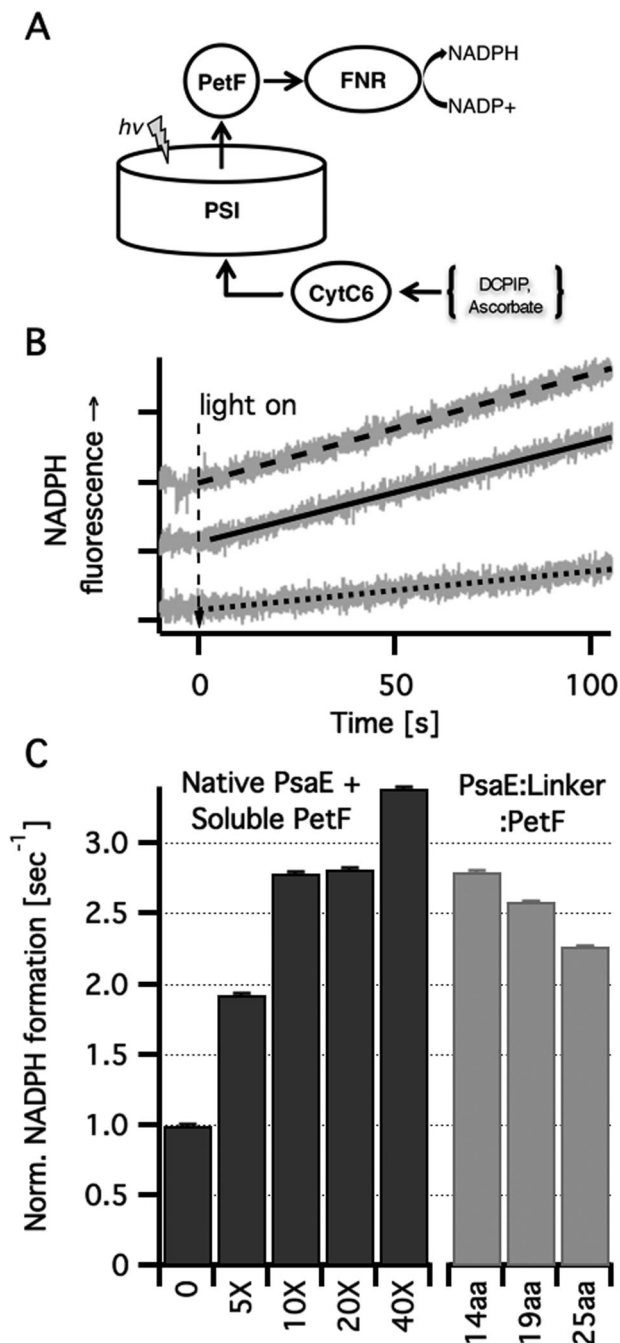 A
PetF
FNR
NADPH
NADP+
hν
PSI
CytC6
DCPIP,
Ascorbate
B
light on
NADPH
fluorescence →
0
50
100
Time [s]
C
Native PsaE +
Soluble PetF
PsaE:Linker
:PetF
Norm. NADPH formation [sec⁻¹]
3.0
2.5
2.0
1.5
1.0
0.5
0
0
5X
10X
20X
40X
14aa
19aa
25aa